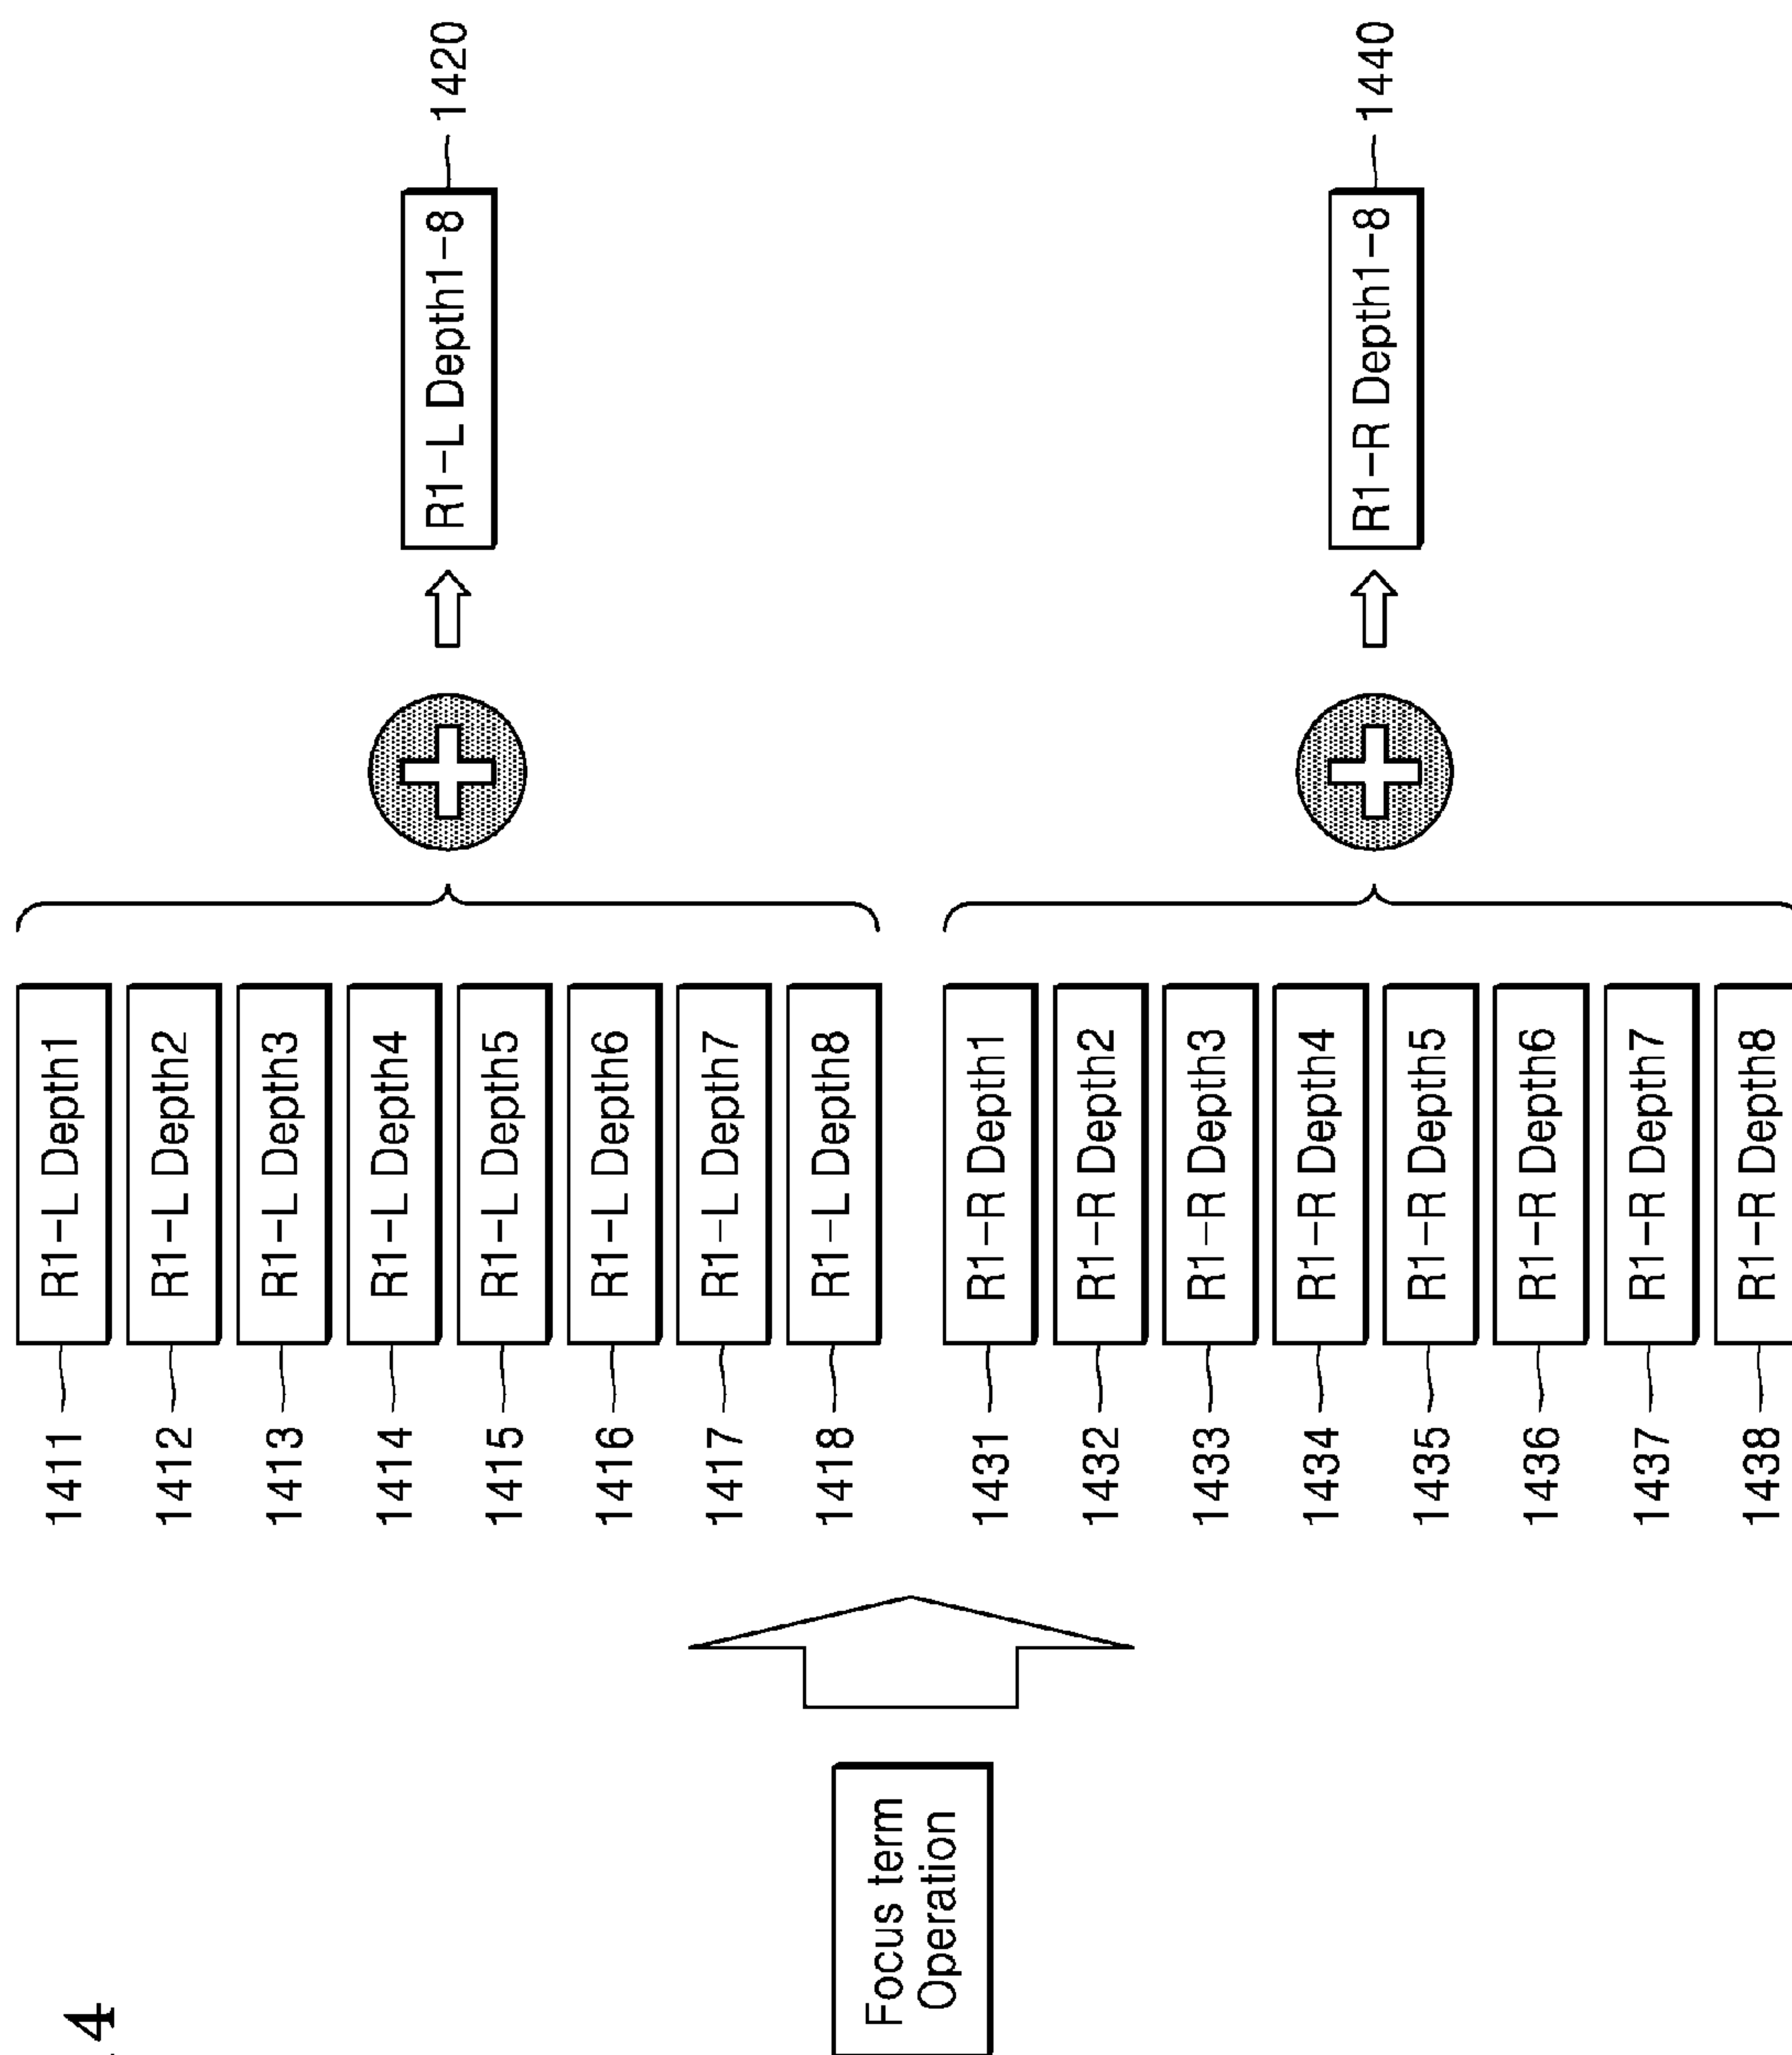 4
1411 R1-L Depth1
1412 R1-L Depth2
1413 R1-L Depth3
1414 R1-L Depth4
1415 R1-L Depth5
1416 R1-L Depth6
1417 R1-L Depth7
1418 R1-L Depth8
R1-L Depth1-8 1420
Focus term
Operation
1431 R1-R Depth1
1432 R1-R Depth2
1433 R1-R Depth3
1434 R1-R Depth4
1435 R1-R Depth5
1436 R1-R Depth6
1437 R1-R Depth7
1438 R1-R Depth8
R1-R Depth1-8 1440